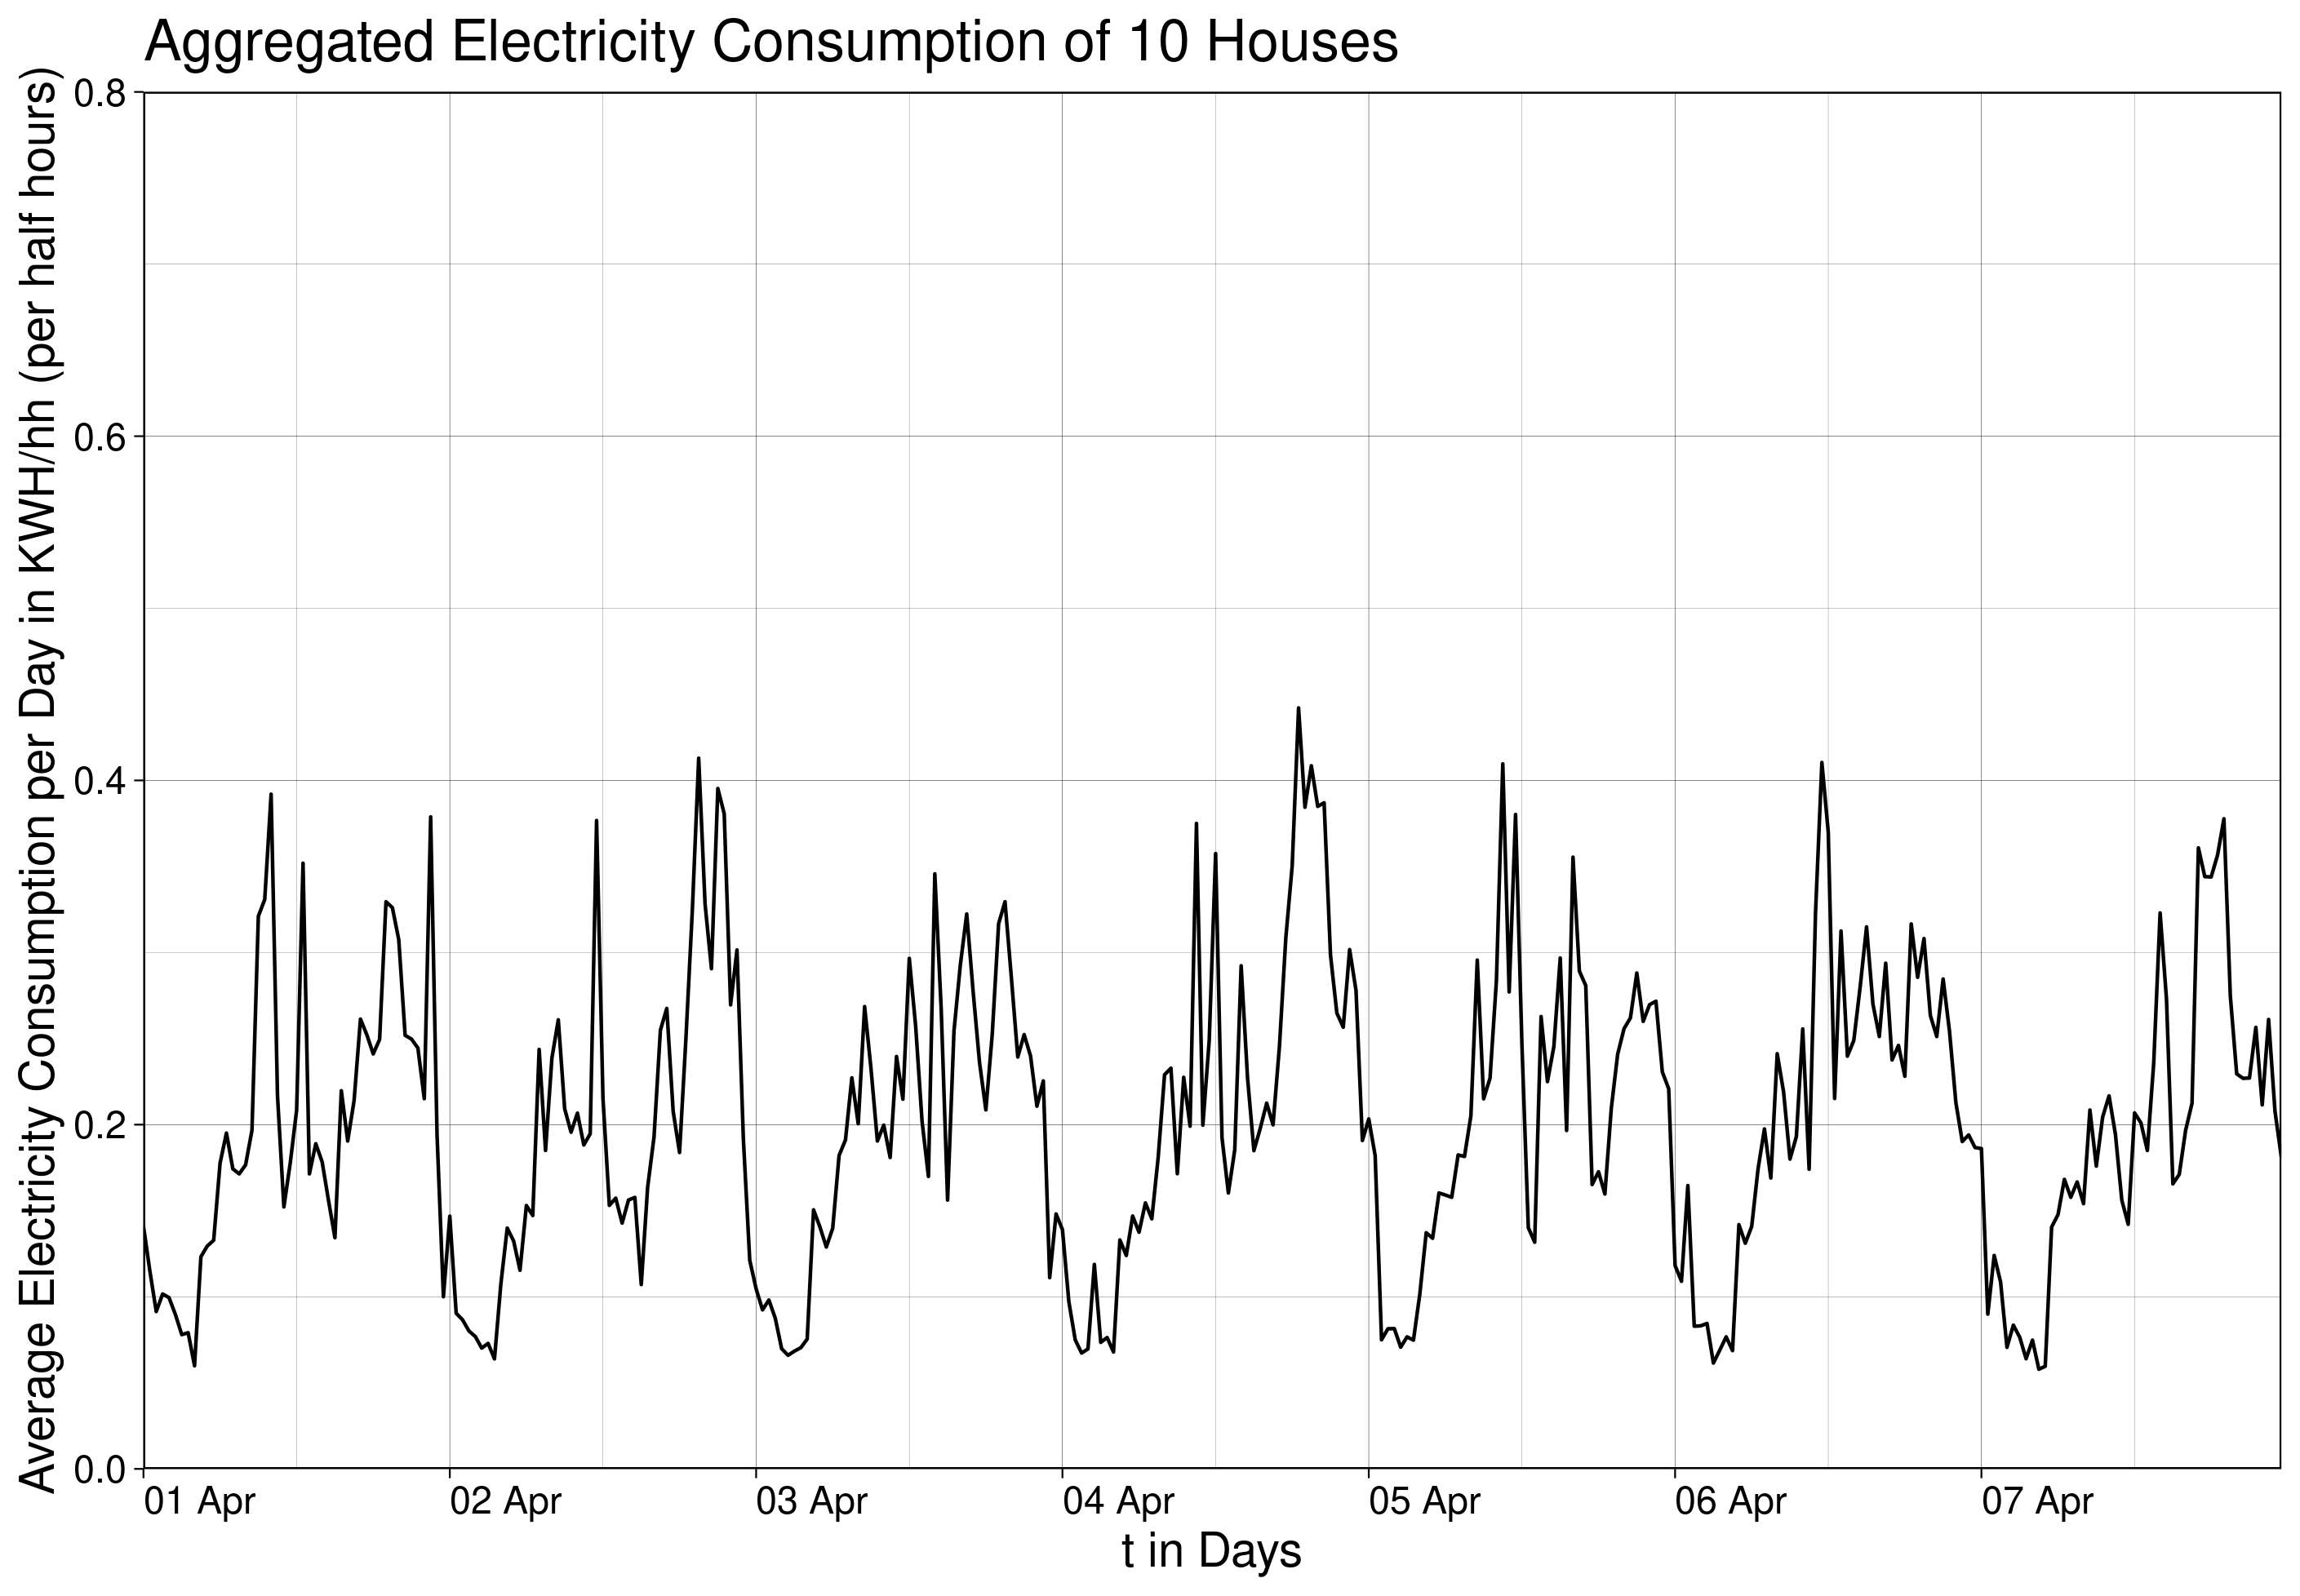 Aggregated Electricity Consumption of 10 Houses
Average Electricity Consumption per Day in KWH/hh (per half hours)
0.8
0.6
0.4
0.2
0.0
01 Apr 02 Apr 03 Apr 04 Apr 05 Apr 06 Apr 07 Apr
t in Days